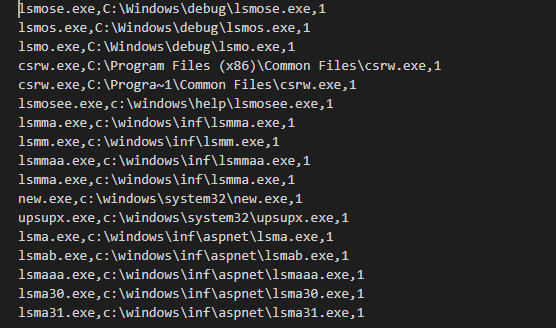 lsmose.exe,C:\Windows\debug\lsmose.exe,1
lsmos.exe,C:\Windows\debug\lsmos.exe,1
lsmo.exe,C:\Windows\debug\lsmo.exe,1
csrw.exe,C:\Program Files (x86)\Common Files\csrw.exe,1
csrw.exe,C:\Progra~1\Common Files\csrw.exe,1
lsmosee.exe,c:\windows\help\lsmosee.exe,1
lsmma.exe,c:\windows\inf\lsmma.exe,1
lsmm.exe,c:\windows\inf\lsmm.exe,1
lsmmaa.exe,c:\windows\inf\lsmmaa.exe,1
lsmma.exe,c:\windows\inf\lsmma.exe,1
new.exe,c:\windows\system32\new.exe,1
upsupx.exe,c:\windows\system32\upsupx.exe,1
lsma.exe,c:\windows\inf\aspnet\lsma.exe,1
lsmab.exe,c:\windows\inf\aspnet\lsmab.exe,1
lsmaaa.exe,c:\windows\inf\aspnet\lsmaaa.exe,1
lsma30.exe,c:\windows\inf\aspnet\lsma30.exe,1
lsma31.exe,c:\windows\inf\aspnet\lsma31.exe,1